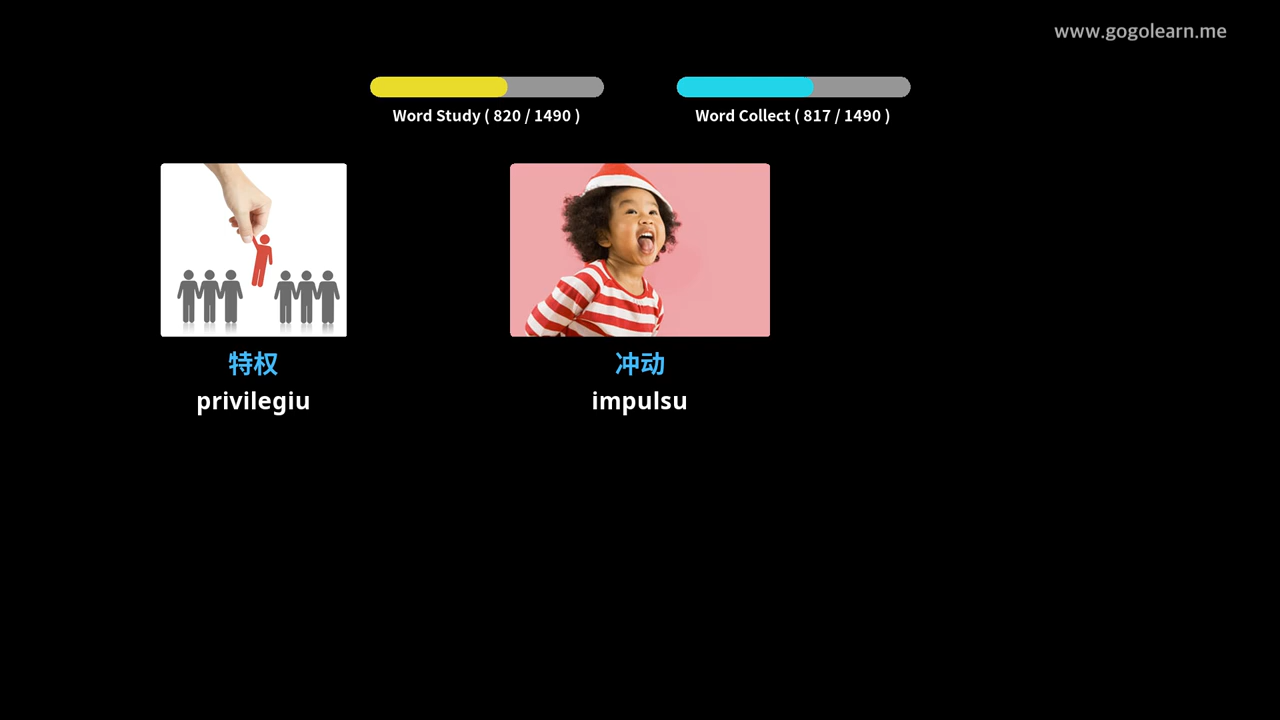 www.gogolearn.me
Word Study ( 820 / 1490 )
Word Collect ( 817 / 1490 )
特权
privilegiu
冲动
impulsu